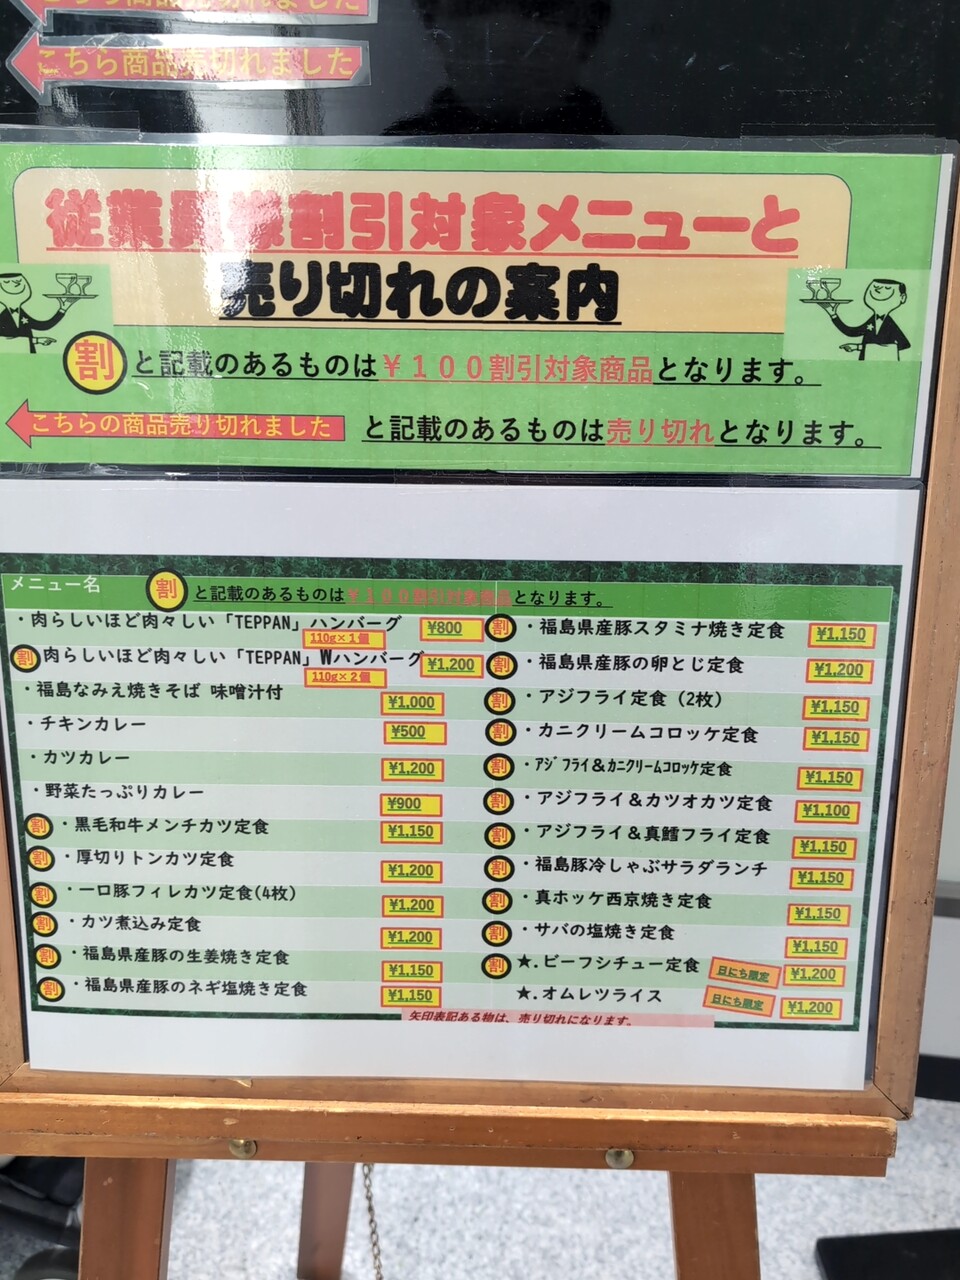 こちら商品売切れました
こちら商品売切れました
従業員様割引対象メニューと
売り切れの案内
割と記載のあるものは¥100割引対象商品となります。
こちらの商品売り切れました と記載のあるものは売り切れとなります。
メニュー名 割 と記載のあるものは¥100割引対象商品となります。
・肉らしいほど肉々しい「TEPPAN」ハンバーグ 110g×1個 ¥800
割 肉らしいほど肉々しい「TEPPAN」Wハンバーグ 110g×2個 ¥1,200
・福島なみえ焼きそば 味噌汁付 ¥1,000
・チキンカレー ¥500
・カツカレー ¥1,200
・野菜たっぷりカレー ¥900
割・黒毛和牛メンチカツ定食 ¥1,150
割・厚切りトンカツ定食 ¥1,200
割・一口豚フィレカツ定食(4枚) ¥1,200
割・カツ煮込み定食 ¥1,200
割・福島県産豚の生姜焼き定食 ¥1,150
割・福島県産豚のネギ塩焼き定食 ¥1,150
割・福島県産豚スタミナ焼き定食 ¥1,150
割・福島県産豚の卵とじ定食 ¥1,200
割・アジフライ定食(2枚) ¥1,150
割・カニクリームコロッケ定食 ¥1,150
割・ｱｼﾞﾌﾗｲ&ｶﾆｸﾘｰﾑｺﾛｯｹ定食 ¥1,150
割・アジフライ&カツオカツ定食 ¥1,100
割・アジフライ&真鱈フライ定食 ¥1,150
割・福島豚冷しゃぶサラダランチ ¥1,150
割・真ホッケ西京焼き定食 ¥1,150
割・サバの塩焼き定食 ¥1,150
割★.ビーフシチュー定食 日にち限定 ¥1,200
★.オムレツライス 日にち限定 ¥1,200
矢印表記ある物は、売り切れになります。